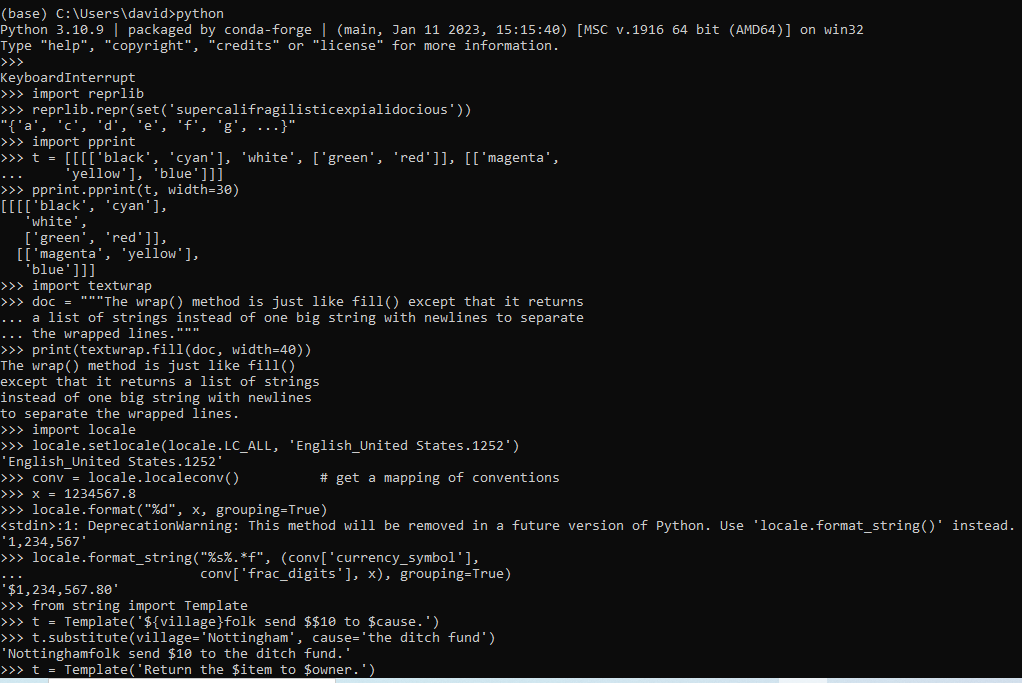 (base) C:\Users\david>python
Python 3.10.9 | packaged by conda-forge | (main, Jan 11 2023, 15:15:40) [MSC v.1916 64 bit (AMD64)] on win32
Type "help", "copyright", "credits" or "license" for more information.
>>>
KeyboardInterrupt
>>> import reprlib
>>> reprlib.repr(set('supercalifragilisticexpialidocious'))
"{'a', 'c', 'd', 'e', 'f', 'g', ...}"
>>> import pprint
>>> t = [[[['black', 'cyan'], 'white', ['green', 'red']], [['magenta',
...     'yellow'], 'blue']]]
>>> pprint.pprint(t, width=30)
[[[['black', 'cyan'],
   'white',
   ['green', 'red']],
  [['magenta', 'yellow'],
   'blue']]]
>>> import textwrap
>>> doc = """The wrap() method is just like fill() except that it returns
... a list of strings instead of one big string with newlines to separate
... the wrapped lines."""
>>> print(textwrap.fill(doc, width=40))
The wrap() method is just like fill()
except that it returns a list of strings
instead of one big string with newlines
to separate the wrapped lines.
>>> import locale
>>> locale.setlocale(locale.LC_ALL, 'English_United States.1252')
'English_United States.1252'
>>> conv = locale.localeconv()          # get a mapping of conventions
>>> x = 1234567.8
>>> locale.format("%d", x, grouping=True)
<stdin>:1: DeprecationWarning: This method will be removed in a future version of Python. Use 'locale.format_string()' instead.
'1,234,567'
>>> locale.format_string("%s%.*f", (conv['currency_symbol'],
...                      conv['frac_digits'], x), grouping=True)
'$1,234,567.80'
>>> from string import Template
>>> t = Template('${village}folk send $$10 to $cause.')
>>> t.substitute(village='Nottingham', cause='the ditch fund')
'Nottinghamfolk send $10 to the ditch fund.'
>>> t = Template('Return the $item to $owner.')